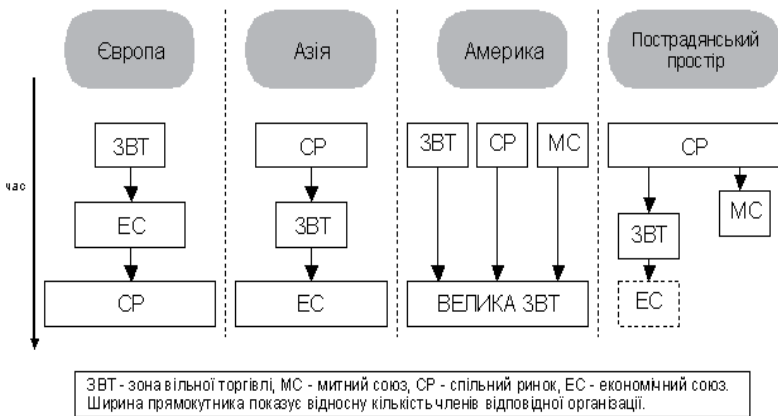 Європа
Азія
Америка
Пострадянський
простір
час
ЗВТ
ЕС
СР
СР
ЗВТ
ЕС
ЗВТ
СР
МС
ВЕЛИКА ЗВТ
СР
ЗВТ
МС
ЕС
ЗВТ - зона вільної торгівлі, МС - митний союз, СР - спільний ринок, ЕС - економічний союз.
Ширина прямокутника показує відносну кількість членів відповідної організації.